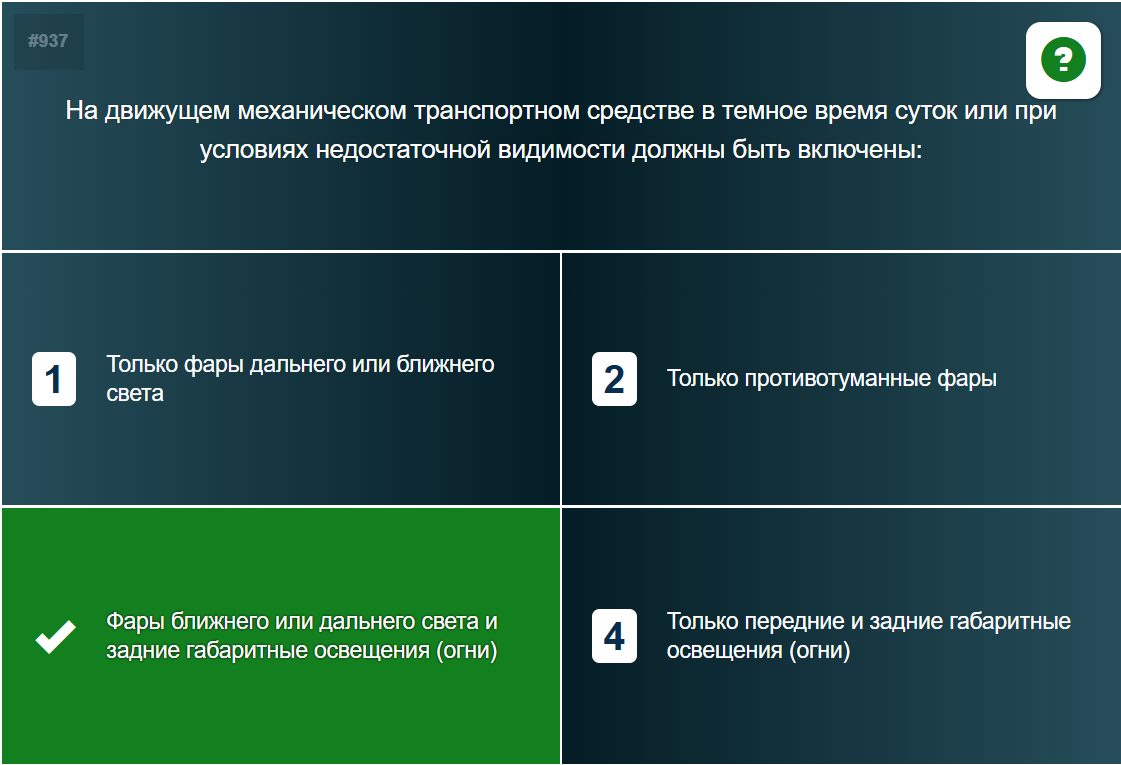 #937
?
На движущем механическом транспортном средстве в темное время суток или при
условиях недостаточной видимости должны быть включены:
1
Только фары дальнего или ближнего
света
2
Только противотуманные фары
Фары ближнего или дальнего света и
задние габаритные освещения (огни)
4
Только передние и задние габаритные
освещения (огни)